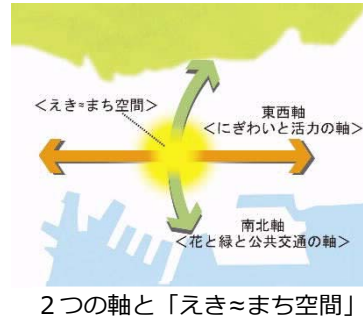 <えき≈まち空間>
東西軸
<にぎわいと活力の軸>
南北軸
<花と緑と公共交通の軸>
2つの軸と「えき≈まち空間」